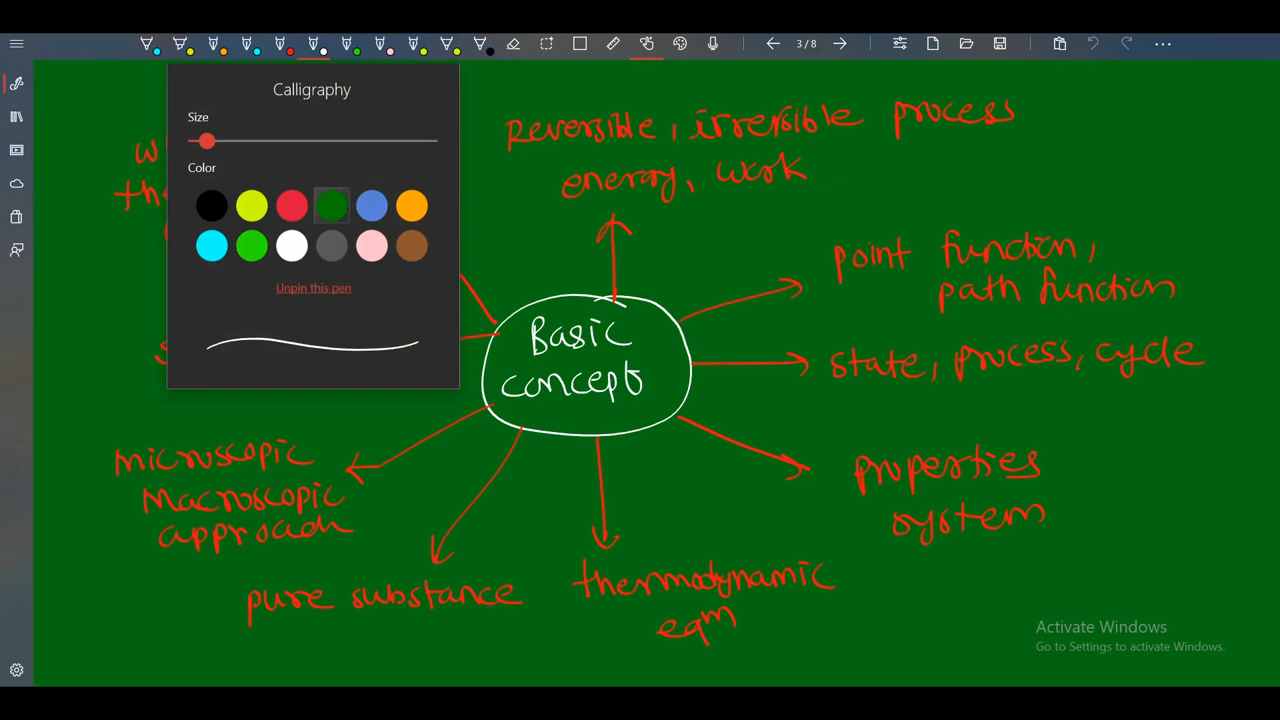 3 / 8
Calligraphy
Size
Color
Unpin this pen
Reversible, irresible process
energy, work
point function,
path function
Basic
concept
state, process, cycle
microscopic
Macroscopic
approach
properties
system
pure substance
thermodynamic
eqm
Activate Windows
Go to Settings to activate Windows.